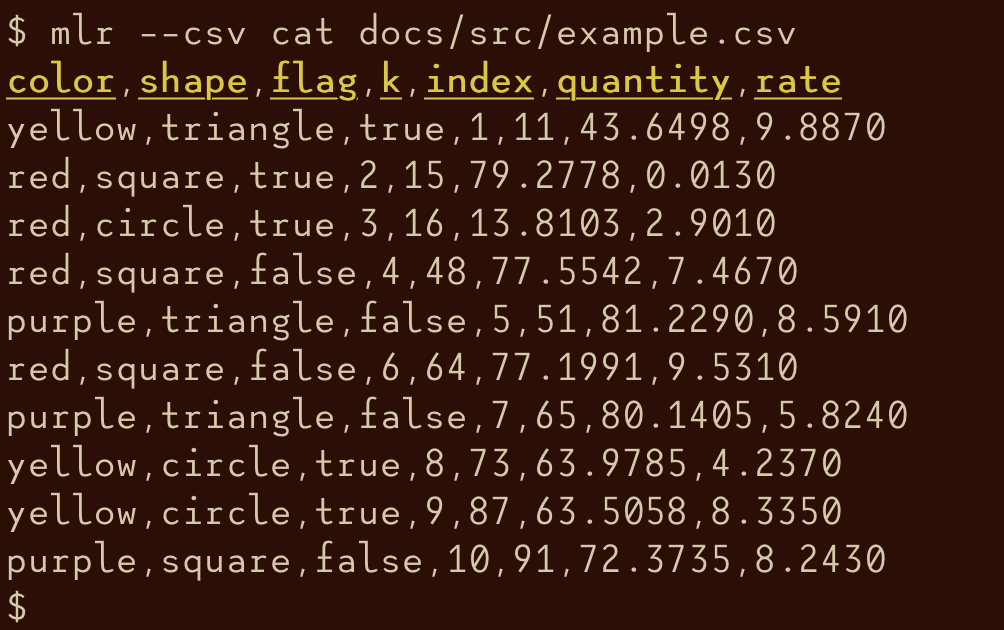 $ mlr --csv cat docs/src/example.csv
color,shape,flag,k,index,quantity,rate
yellow,triangle,true,1,11,43.6498,9.8870
red,square,true,2,15,79.2778,0.0130
red,circle,true,3,16,13.8103,2.9010
red,square,false,4,48,77.5542,7.4670
purple,triangle,false,5,51,81.2290,8.5910
red,square,false,6,64,77.1991,9.5310
purple,triangle,false,7,65,80.1405,5.8240
yellow,circle,true,8,73,63.9785,4.2370
yellow,circle,true,9,87,63.5058,8.3350
purple,square,false,10,91,72.3735,8.2430
$